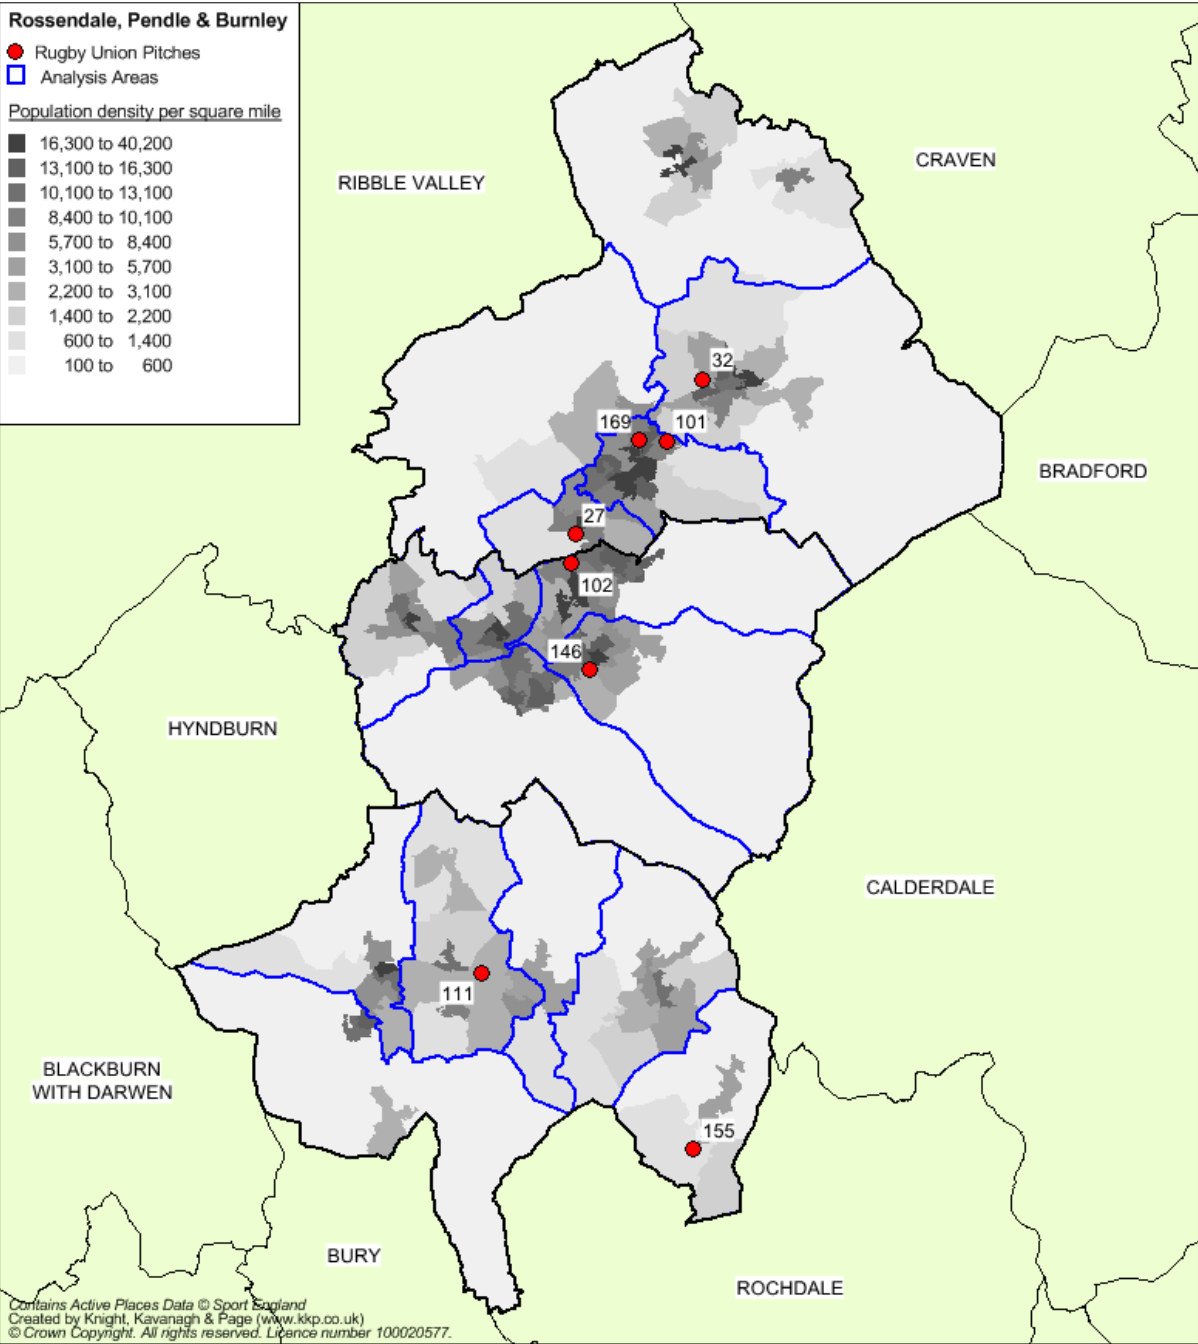 Rossendale, Pendle & Burnley
Rugby Union Pitches
Analysis Areas
Population density per square mile
16,300 to 40,200
13,100 to 16,300
10,100 to 13,100
8,400 to 10,100
5,700 to 8,400
3,100 to 5,700
2,200 to 3,100
1,400 to 2,200
600 to 1,400
100 to 600
CRAVEN
RIBBLE VALLEY
32
169
101
BRADFORD
27
102
146
HYNDBURN
CALDERDALE
111
BLACKBURN
WITH DARWEN
155
BURY
ROCHDALE
Contains Active Places Data © Sport England
Created by Knight, Kavanagh & Page (www.kkp.co.uk)
© Crown Copyright. All rights reserved. Licence number 100020577.